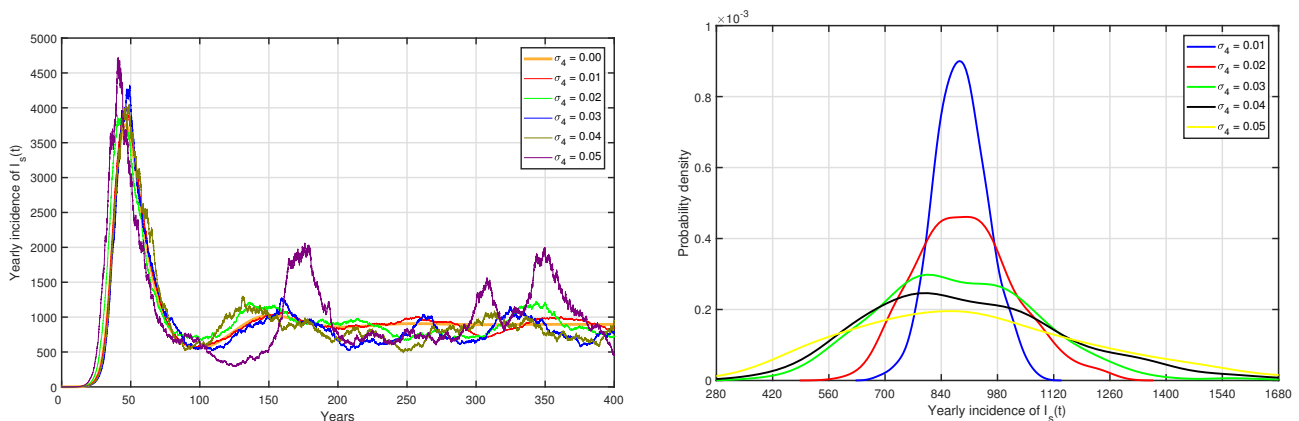 5000
4500
4000
3500
3000
2500
2000
1500
1000
500
0
0 50 100 150 200 250 300 350 400
Yearly incidence of I_s(t)
Years
σ_4 = 0.00
σ_4 = 0.01
σ_4 = 0.02
σ_4 = 0.03
σ_4 = 0.04
σ_4 = 0.05
×10^-3
1
0.8
0.6
0.4
0.2
0
280 420 560 700 840 980 1120 1260 1400 1540 1680
Probability density
Yearly incidence of I_s(t)
σ_4 = 0.01
σ_4 = 0.02
σ_4 = 0.03
σ_4 = 0.04
σ_4 = 0.05